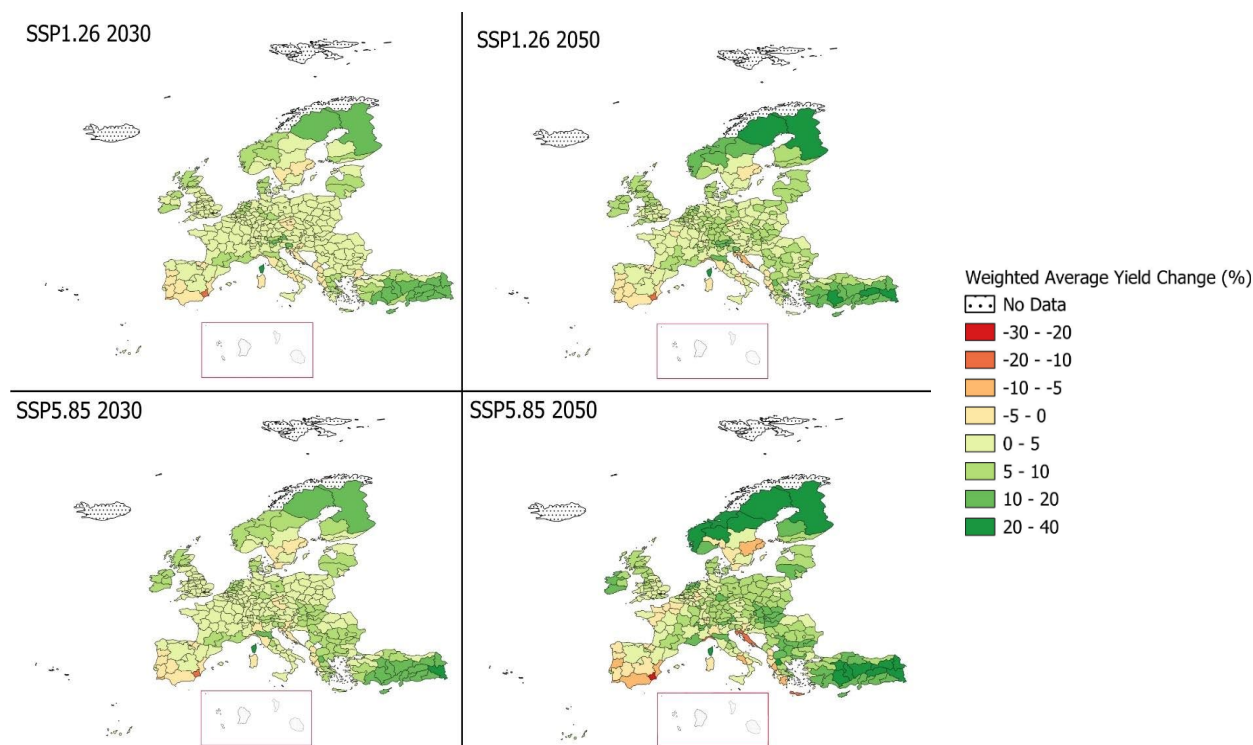 SSP1.26 2030
SSP1.26 2050
SSP5.85 2030
SSP5.85 2050
Weighted Average Yield Change (%)
No Data
-30 - -20
-20 - -10
-10 - -5
-5 - 0
0 - 5
5 - 10
10 - 20
20 - 40